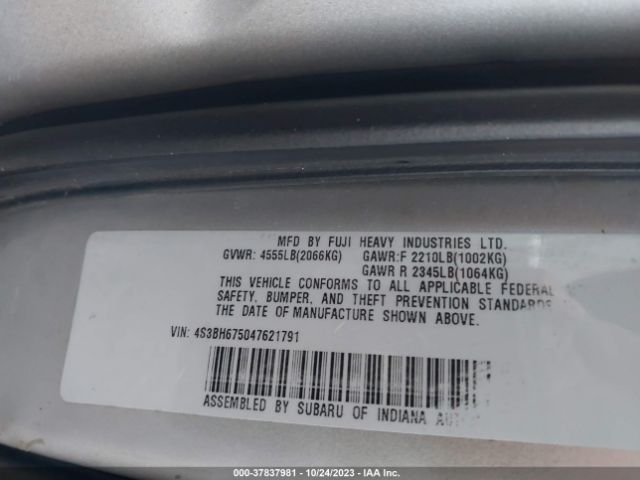 MFD BY FUJI HEAVY INDUSTRIES LTD.
GVWR: 4555LB(2066KG) GAWR:F 2210LB(1002KG)
GAWR R 2345LB(1064KG)
THIS VEHICLE CONFORMS TO ALL APPLICABLE FEDERAL
SAFETY, BUMPER, AND THEFT PREVENTION STANDARDS
THE DATE OF MANUFACTURE SHOWN ABOVE.
VIN: 4S3BH675047621791
ASSEMBLED BY SUBARU OF INDIANA
000-37837981 - 10/24/2023 - IAA Inc.